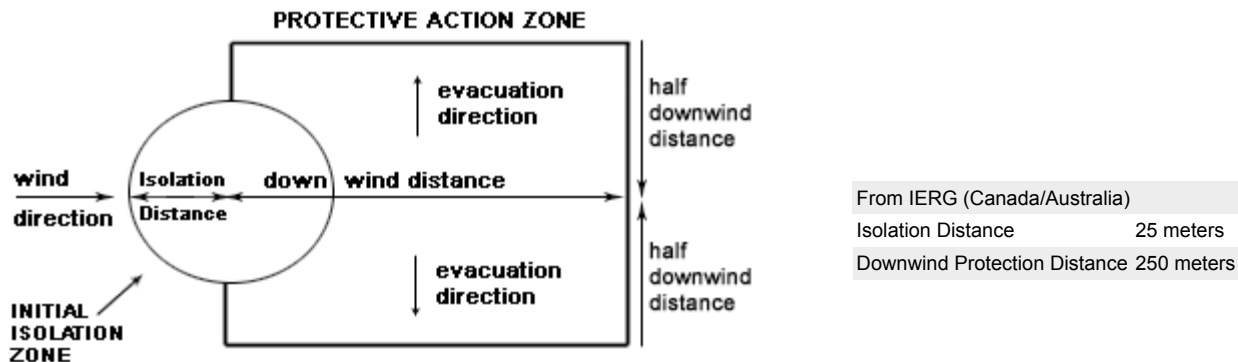 PROTECTIVE ACTION ZONE
evacuation
direction
half
downwind
distance
wind
direction
Isolation
Distance
down wind distance
evacuation
direction
half
downwind
distance
INITIAL
ISOLATION
ZONE
From IERG (Canada/Australia)
Isolation Distance 25 meters
Downwind Protection Distance 250 meters